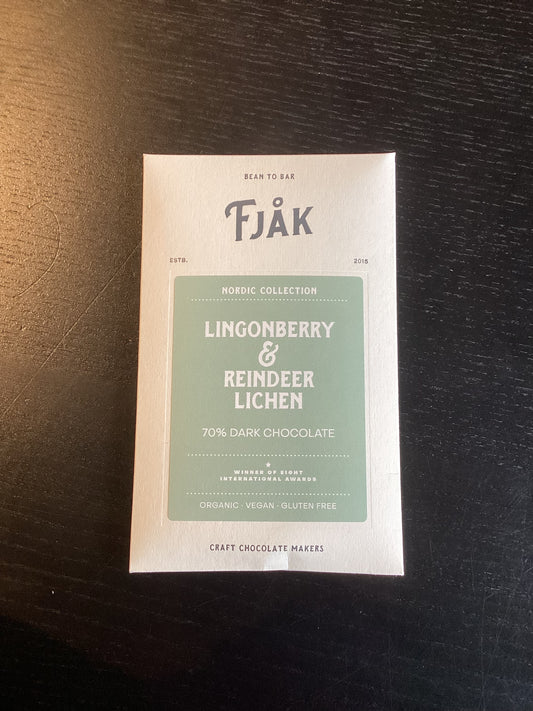 BEAN TO BAR
FJÅK
ESTB. 2015
NORDIC COLLECTION
LINGONBERRY
&
REINDEER
LICHEN
70% DARK CHOCOLATE
WINNER OF EIGHT
INTERNATIONAL AWARDS
ORGANIC · VEGAN · GLUTEN FREE
CRAFT CHOCOLATE MAKERS